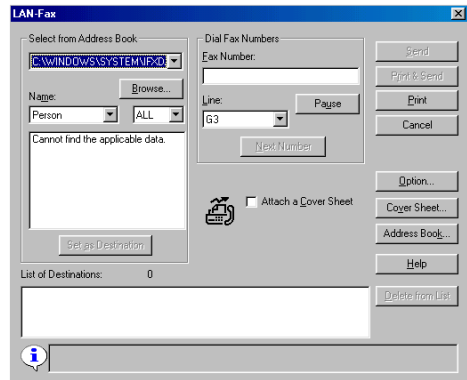 LAN-Fax
Select from Address Book
C:\WINDOWS\SYSTEM\IFXD
Browse...
Name:
Person
ALL
Cannot find the applicable data.
Set as Destination
Dial Fax Numbers
Fax Number:
Line:
G3
Pause
Next Number
Attach a Cover Sheet
Send
Print & Send
Print
Cancel
Option...
Cover Sheet...
Address Book...
Help
List of Destinations: 0
Delete from List